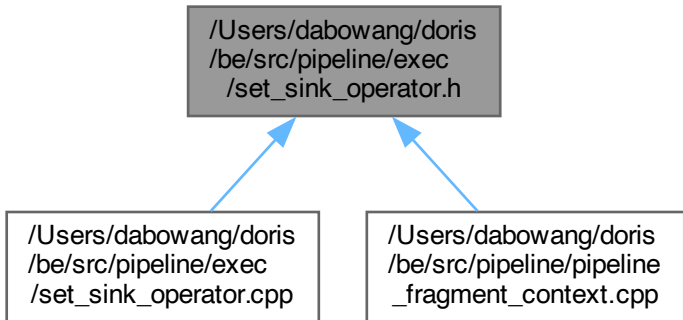 /Users/dabowang/doris
/be/src/pipeline/exec
/set_sink_operator.h
/Users/dabowang/doris
/be/src/pipeline/exec
/set_sink_operator.cpp
/Users/dabowang/doris
/be/src/pipeline/pipeline
_fragment_context.cpp